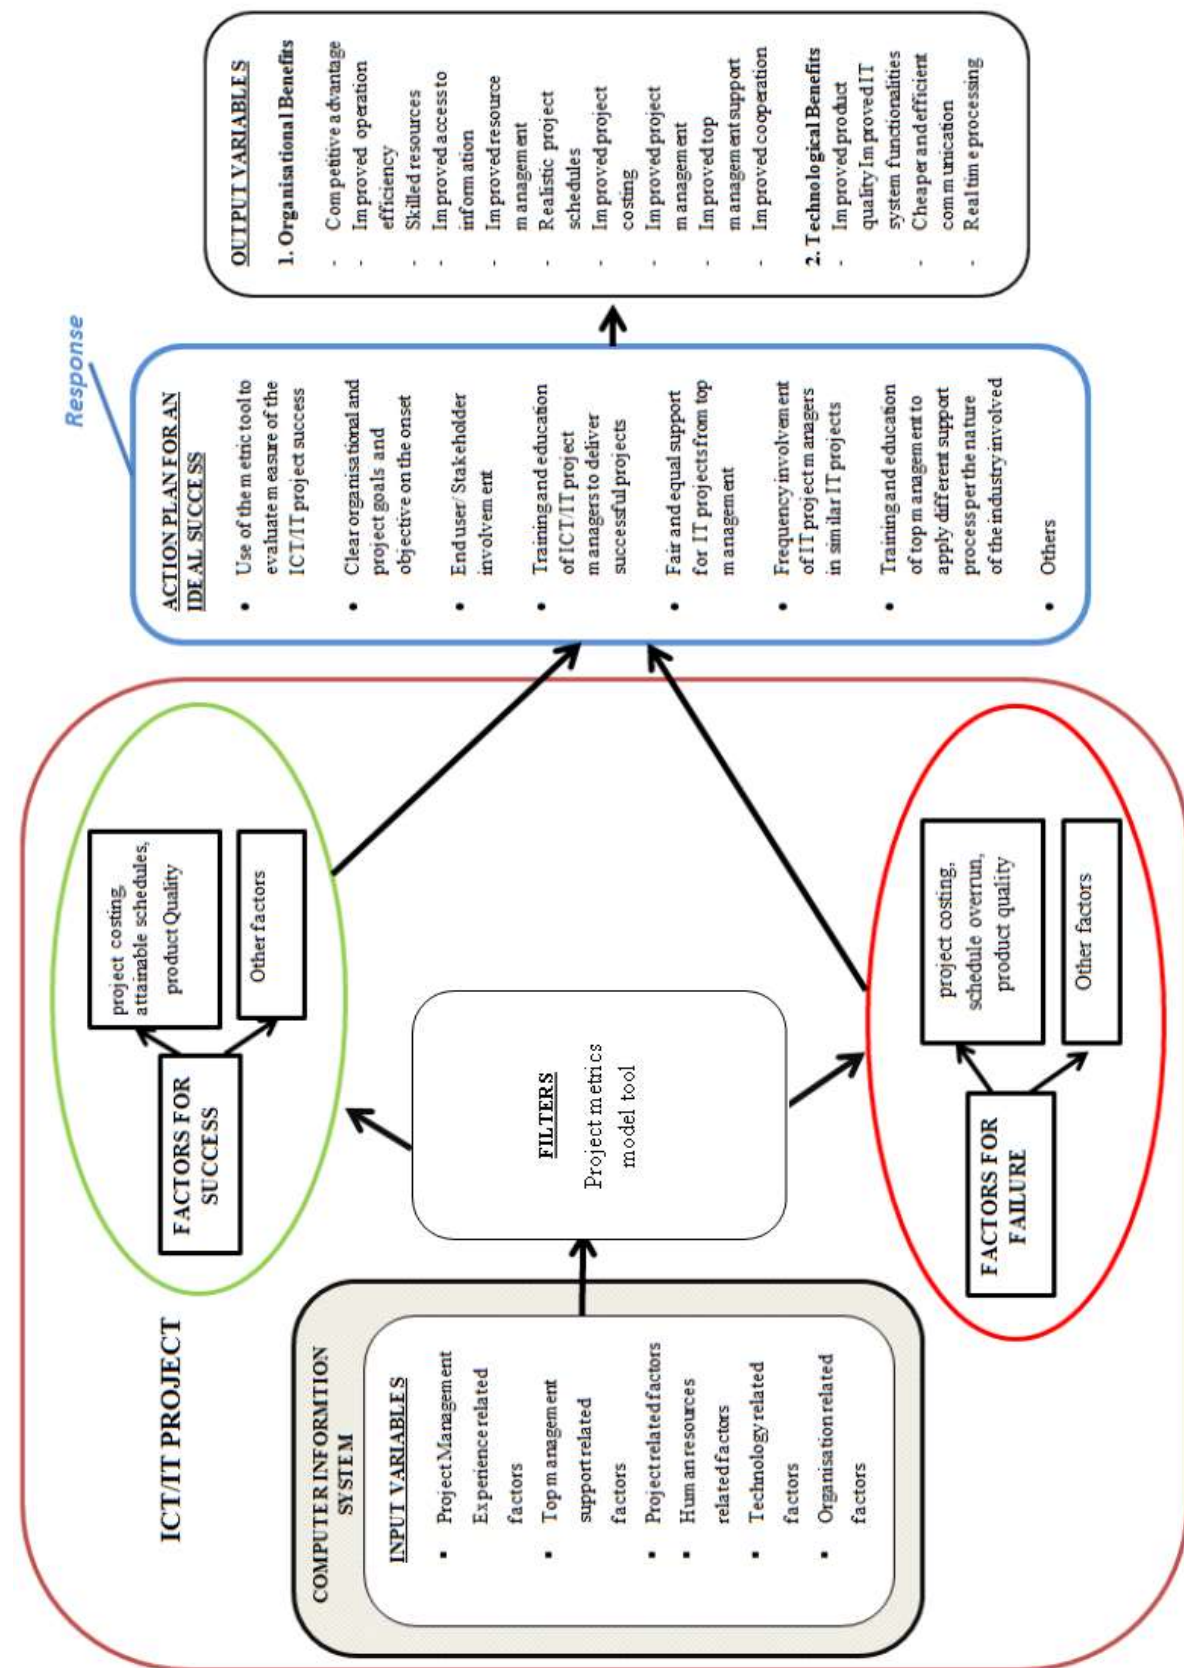 ICT/IT PROJECT
COMPUTER INFORMTION
SYSTEM
INPUT VARIABLES
▪ Project Management
Experience related
factors
▪ Top management
support related
factors
▪ Project related factors
▪ Human resources
related factors
▪ Technology related
factors
▪ Organisation related
factors
FILTERS
Project metrics
model tool
FACTORS FOR
SUCCESS
project costing,
attainable schedules,
product Quality
Other factors
FACTORS FOR
FAILURE
project costing,
schedule overrun,
product quality
Other factors
Response
ACTION PLAN FOR AN
IDEAL SUCCESS
• Use of the metric tool to
evaluate measure of the
ICT/IT project success
• Clear organisational and
project goals and
objective on the onset
• End user/ Stakeholder
involvement
• Training and education
of ICT/IT project
managers to deliver
successful projects
• Fair and equal support
for IT projects from top
management
• Frequency involvement
of IT project managers
in similar IT projects
• Training and education
of top management to
apply different support
process per the nature
of the industry involved
• Others
OUTPUT VARIABLES
1. Organisational Benefits
- Competitive advantage
- Improved operation
efficiency
- Skilled resources
- Improved access to
information
- Improved resource
management
- Realistic project
schedules
- Improved project
costing
- Improved project
management
- Improved top
management support
- Improved cooperation
2. Technological Benefits
- Improved product
quality Improved IT
system functionalities
- Cheaper and efficient
communication
- Real time processing